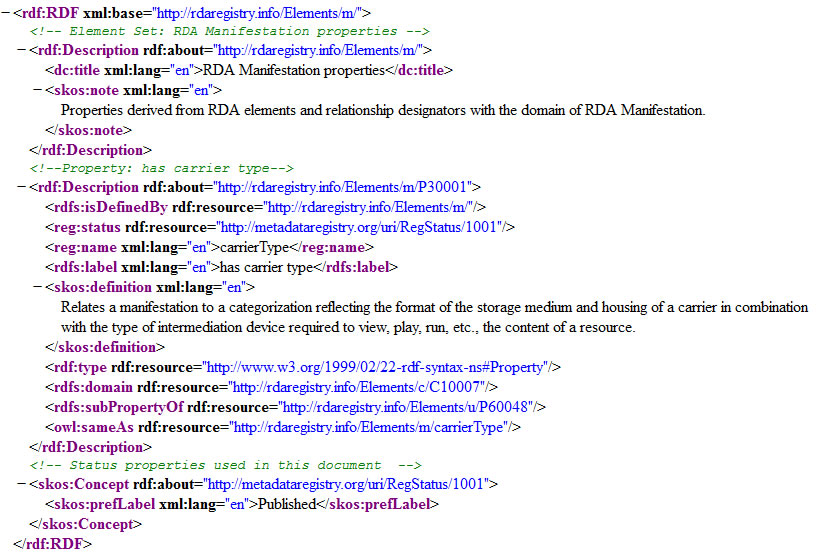 − <rdf:RDF xml:base="http://rdaregistry.info/Elements/m/">
<!-- Element Set: RDA Manifestation properties -->
− <rdf:Description rdf:about="http://rdaregistry.info/Elements/m/">
<dc:title xml:lang="en">RDA Manifestation properties</dc:title>
− <skos:note xml:lang="en">
Properties derived from RDA elements and relationship designators with the domain of RDA Manifestation.
</skos:note>
</rdf:Description>
<!--Property: has carrier type-->
− <rdf:Description rdf:about="http://rdaregistry.info/Elements/m/P30001">
<rdfs:isDefinedBy rdf:resource="http://rdaregistry.info/Elements/m/"/>
<reg:status rdf:resource="http://metadataregistry.org/uri/RegStatus/1001"/>
<reg:name xml:lang="en">carrierType</reg:name>
<rdfs:label xml:lang="en">has carrier type</rdfs:label>
− <skos:definition xml:lang="en">
Relates a manifestation to a categorization reflecting the format of the storage medium and housing of a carrier in combination
with the type of intermediation device required to view, play, run, etc., the content of a resource.
</skos:definition>
<rdf:type rdf:resource="http://www.w3.org/1999/02/22-rdf-syntax-ns#Property"/>
<rdfs:domain rdf:resource="http://rdaregistry.info/Elements/c/C10007"/>
<rdfs:subPropertyOf rdf:resource="http://rdaregistry.info/Elements/u/P60048"/>
<owl:sameAs rdf:resource="http://rdaregistry.info/Elements/m/carrierType"/>
</rdf:Description>
<!-- Status properties used in this document  -->
− <skos:Concept rdf:about="http://metadataregistry.org/uri/RegStatus/1001">
<skos:prefLabel xml:lang="en">Published</skos:prefLabel>
</skos:Concept>
</rdf:RDF>